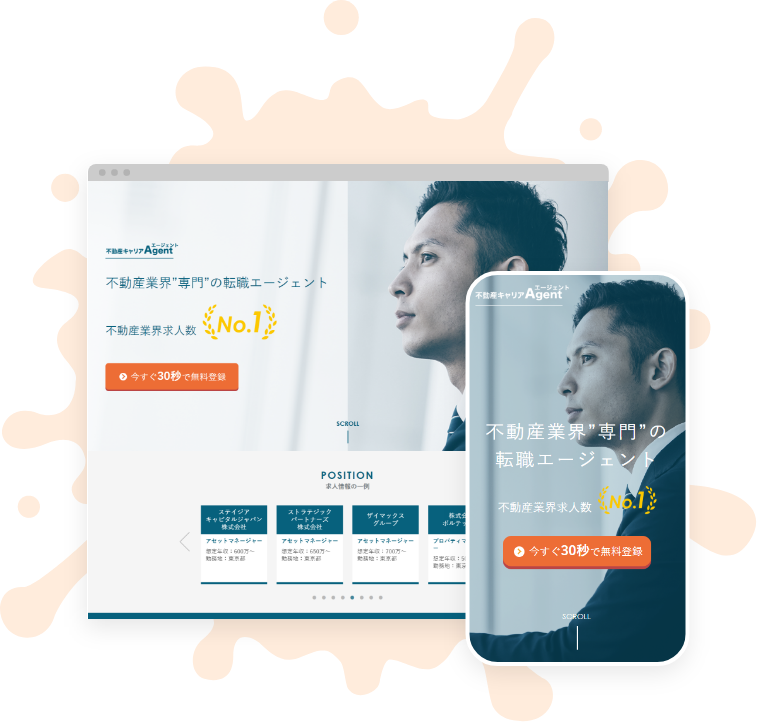 エージェント
不動産キャリアAgent
不動産業界”専門”の転職エージェント
不動産業界求人数 No.1
今すぐ30秒で無料登録
SCROLL
POSITION
求人情報の一例
ステイジア
キャピタルジャパン
株式会社
アセットマネージャー
想定年収:600万〜
勤務地:東京都
ストラテジック
パートナーズ
株式会社
アセットマネージャー
想定年収:650万〜
勤務地:東京都
ザイマックス
グループ
アセットマネージャー
想定年収:700万〜
勤務地:東京都
株式会
ボルテッ
プロパティマ
ー
想定年収:5
勤務地:東京
エージェント
不動産キャリアAgent
不動産業界”専門”の
転職エージェント
不動産業界求人数 No.1
今すぐ30秒で無料登録
SCROLL